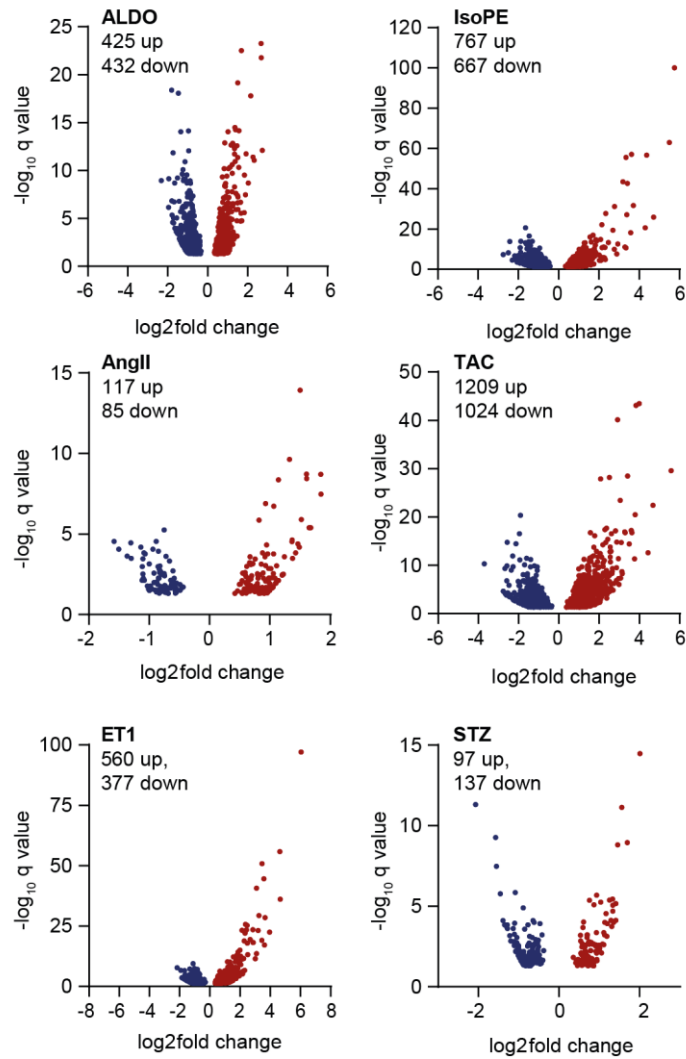 ALDO
425 up
432 down
25
20
15
10
5
0
-log10 q value
-6 -4 -2 0 2 4 6
log2fold change
IsoPE
767 up
667 down
120
100
80
60
40
20
0
-log10 q value
-6 -4 -2 0 2 4 6
log2fold change
AngII
117 up
85 down
15
10
5
0
-log10 q value
-2 -1 0 1 2
log2fold change
TAC
1209 up
1024 down
50
40
30
20
10
0
-log10 q value
-6 -4 -2 0 2 4 6
log2fold change
ET1
560 up,
377 down
100
75
50
25
0
-log10 q value
-8 -6 -4 -2 0 2 4 6 8
log2fold change
STZ
97 up,
137 down
15
10
5
0
-log10 q value
-2 0 2
log2fold change